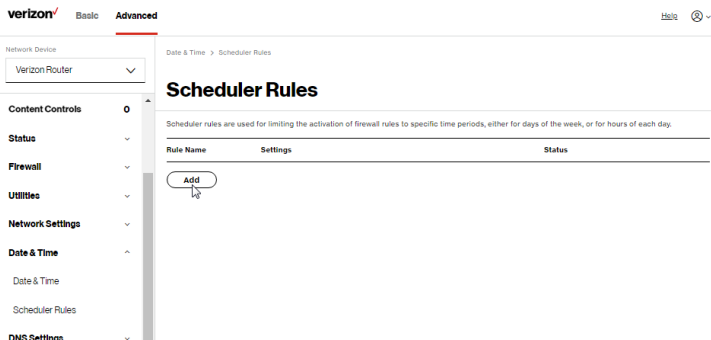 verizon✓ Basic Advanced Help
Network Device
Verizon Router
Content Controls 0
Status
Firewall
Utilities
Network Settings
Date & Time
Date & Time
Scheduler Rules
DNS Settings
Date & Time > Scheduler Rules
Scheduler Rules
Scheduler rules are used for limiting the activation of firewall rules to specific time periods, either for days of the week, or for hours of each day.
Rule Name Settings Status
Add